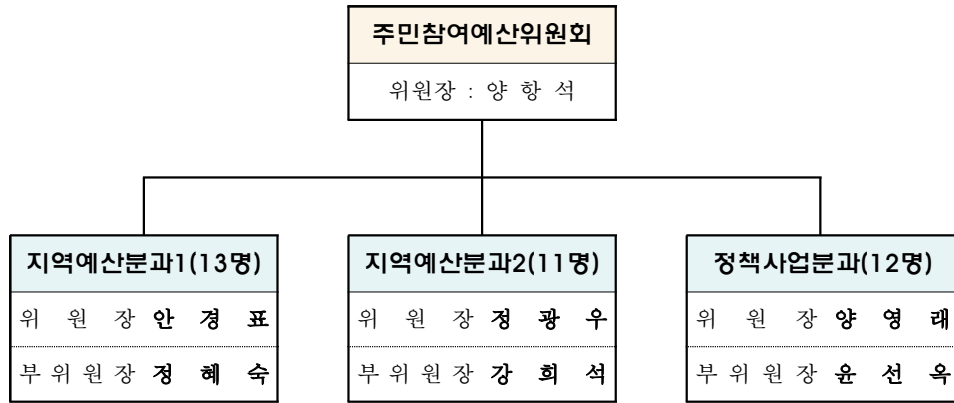 주민참여예산위원회
위원장 : 양 항 석
지역예산분과1(13명)
위 원 장 안 경 표
부위원장 정 혜 숙
지역예산분과2(11명)
위 원 장 정 광 우
부위원장 강 희 석
정책사업분과(12명)
위 원 장 양 영 래
부위원장 윤 선 옥